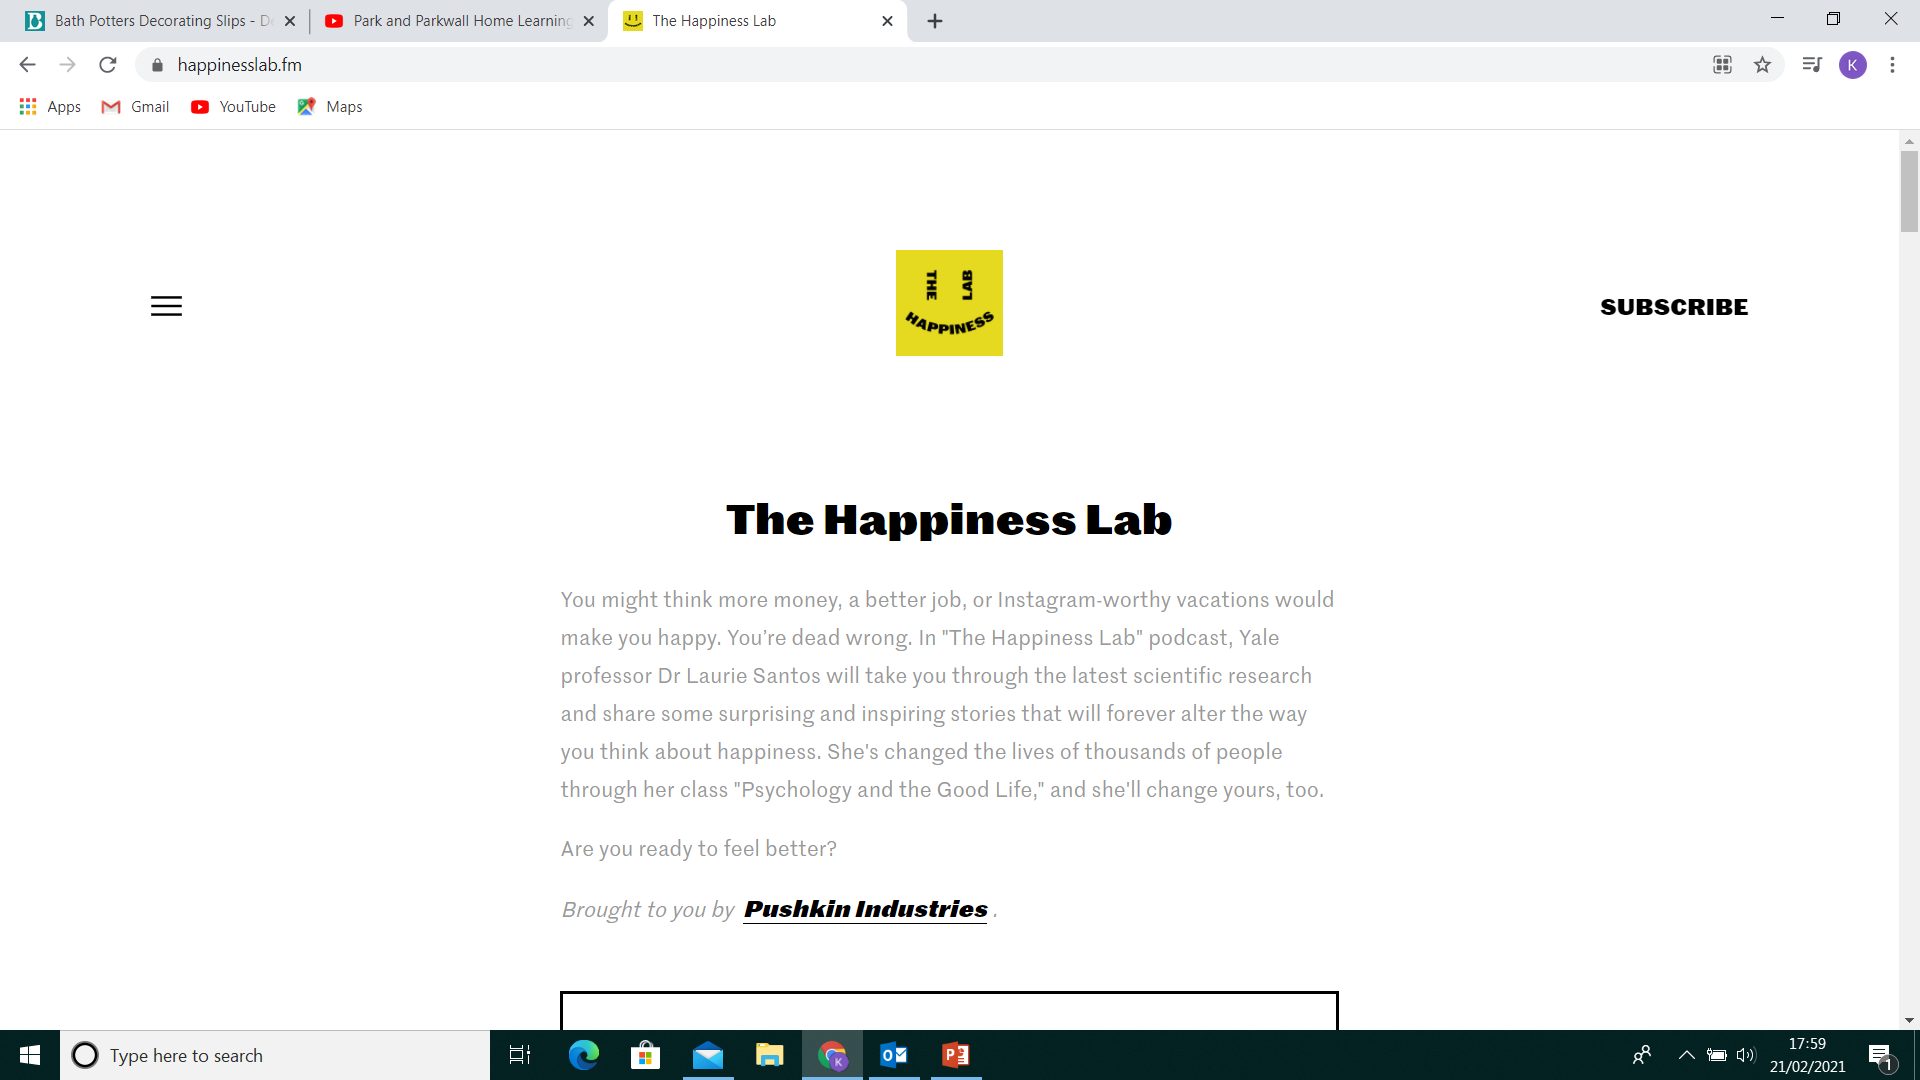 Bath Potters Decorating Slips - D
Park and Parkwall Home Learning
The Happiness Lab
happinesslab.fm
K
Apps
Gmail
YouTube
Maps
THE
LAB
HAPPINESS
SUBSCRIBE
The Happiness Lab
You might think more money, a better job, or Instagram-worthy vacations would
make you happy. You’re dead wrong. In "The Happiness Lab" podcast, Yale
professor Dr Laurie Santos will take you through the latest scientific research
and share some surprising and inspiring stories that will forever alter the way
you think about happiness. She's changed the lives of thousands of people
through her class "Psychology and the Good Life," and she'll change yours, too.
Are you ready to feel better?
Brought to you by Pushkin Industries .
Type here to search
17:59
21/02/2021
1